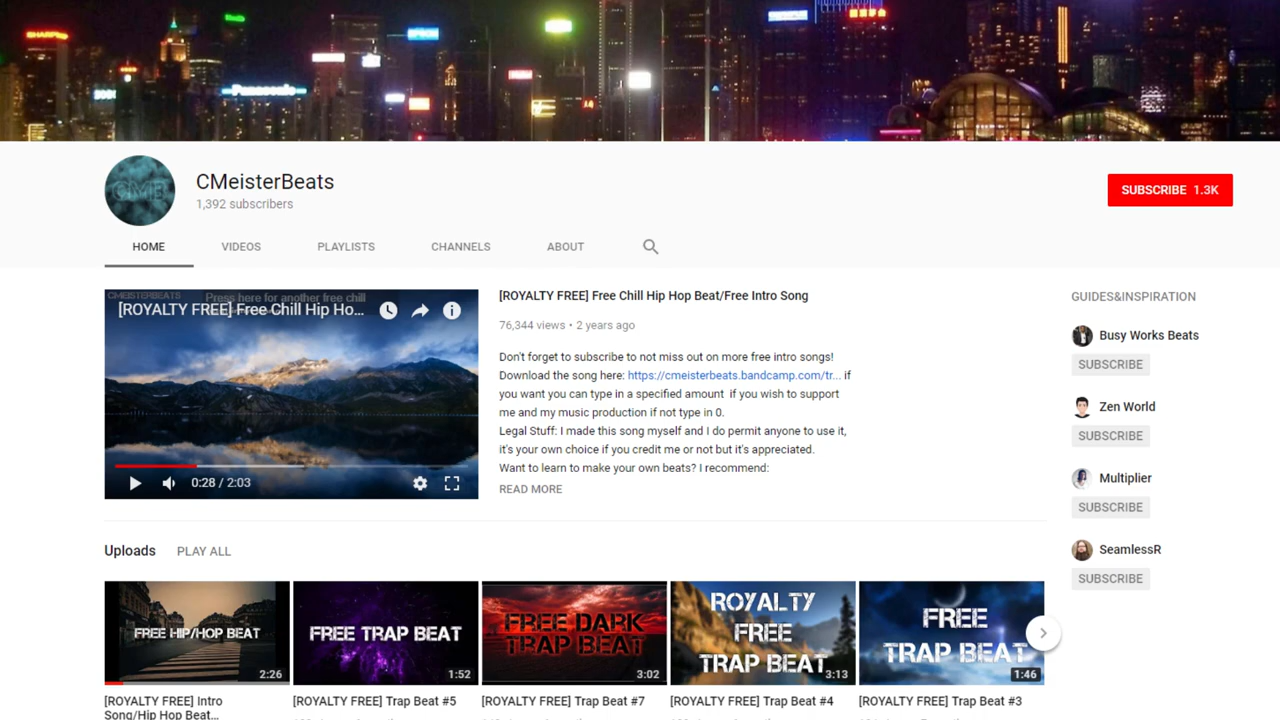 SHARP
Panasonic
CMB
CMeisterBeats
1,392 subscribers
SUBSCRIBE 1.3K
HOME VIDEOS PLAYLISTS CHANNELS ABOUT
CMEISTERBEATS Press here for another free chill
[ROYALTY FREE] Free Chill Hip Ho...
0:28 / 2:03
[ROYALTY FREE] Free Chill Hip Hop Beat/Free Intro Song
76,344 views • 2 years ago
Don't forget to subscribe to not miss out on more free intro songs!
Download the song here: https://cmeisterbeats.bandcamp.com/tr... if
you want you can type in a specified amount if you wish to support
me and my music production if not type in 0.
Legal Stuff: I made this song myself and I do permit anyone to use it,
it's your own choice if you credit me or not but it's appreciated.
Want to learn to make your own beats? I recommend:
READ MORE
GUIDES&INSPIRATION
Busy Works Beats
SUBSCRIBE
Zen World
SUBSCRIBE
Multiplier
SUBSCRIBE
SeamlessR
SUBSCRIBE
Uploads PLAY ALL
FREE HIP/HOP BEAT
2:26
[ROYALTY FREE] Intro
Song/Hip Hop Beat...
FREE TRAP BEAT
1:52
[ROYALTY FREE] Trap Beat #5
FREE DARK
TRAP BEAT
3:02
[ROYALTY FREE] Trap Beat #7
ROYALTY
FREE
TRAP BEAT
3:13
[ROYALTY FREE] Trap Beat #4
FREE
TRAP BEAT
1:46
[ROYALTY FREE] Trap Beat #3